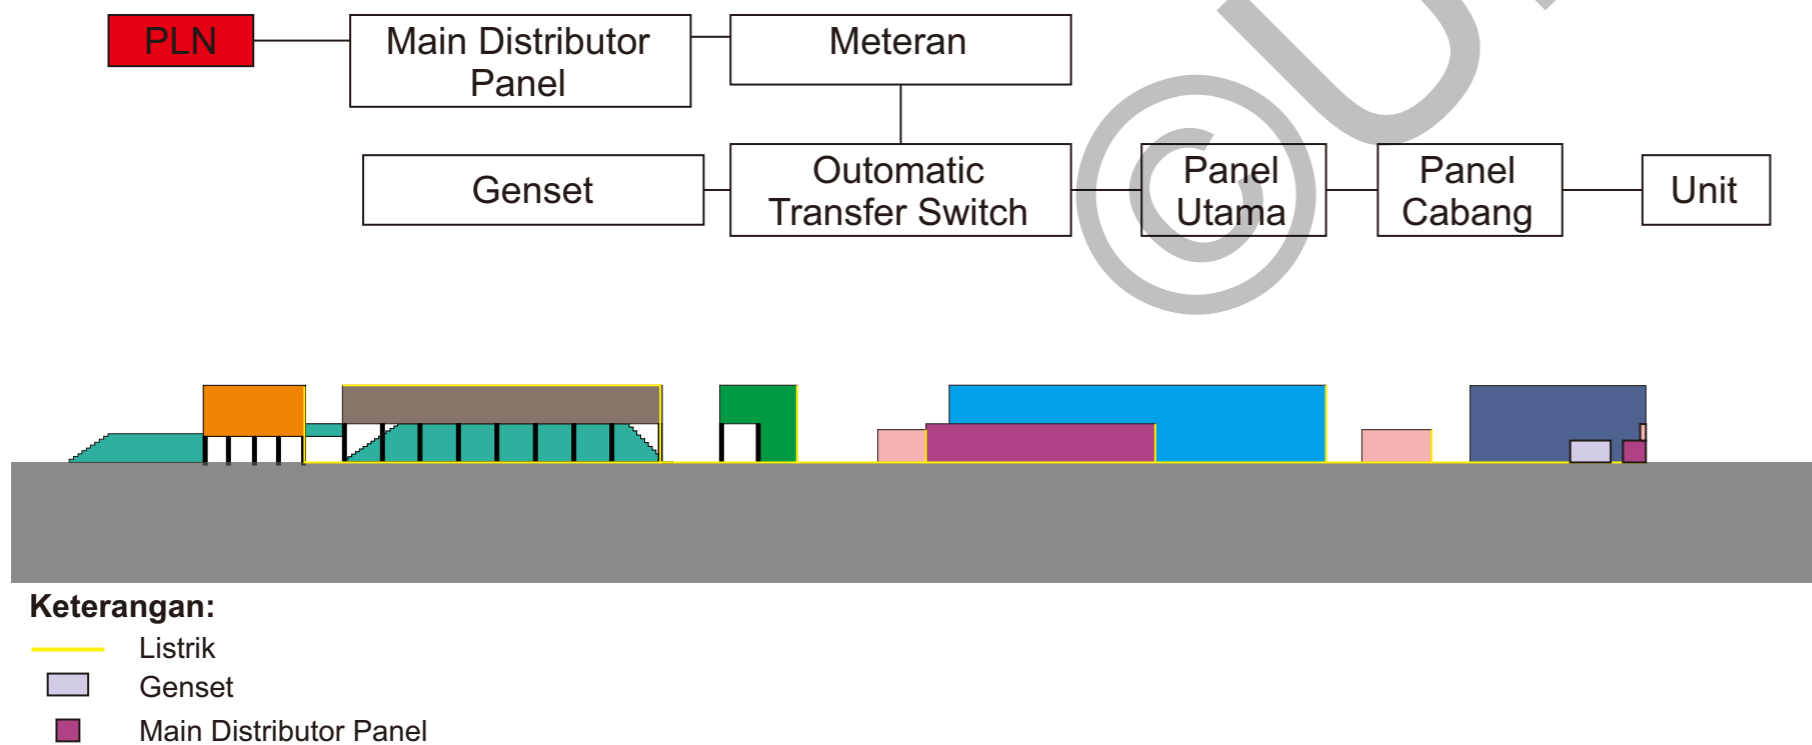 PLN
Main Distributor
Panel
Meteran
Genset
Outomatic
Transfer Switch
Panel
Utama
Panel
Cabang
Unit
Keterangan:
Listrik
Genset
Main Distributor Panel
©U